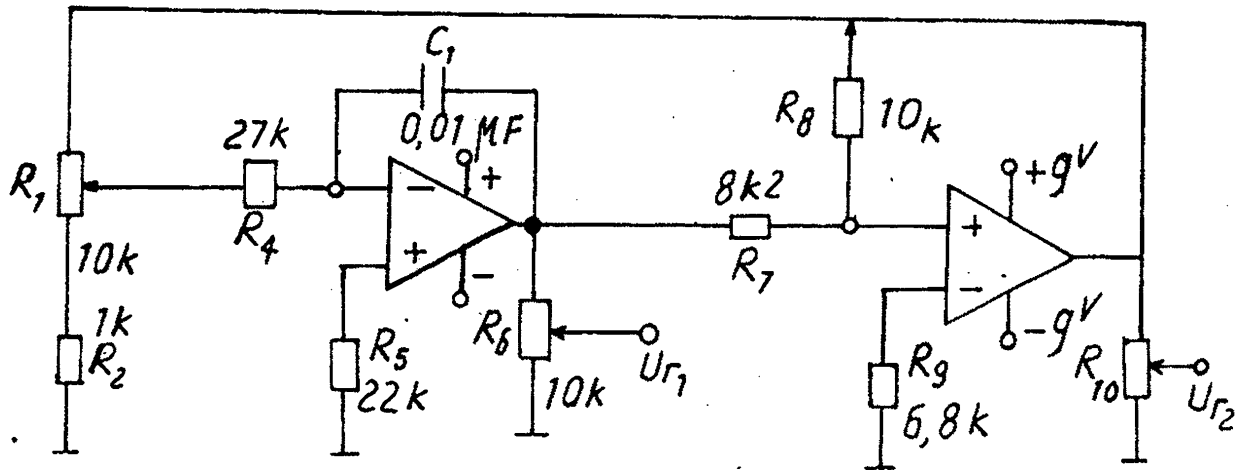 C₁
0,01 MF
+
27k
R₁
R₄
−
+
−
10k
1k
R₂
R₅
22k
R₆
10k
Ur₁
R₈
10k
8k2
R₇
+
−
+9V
−9V
R₉
6,8k
R₁₀
Ur₂